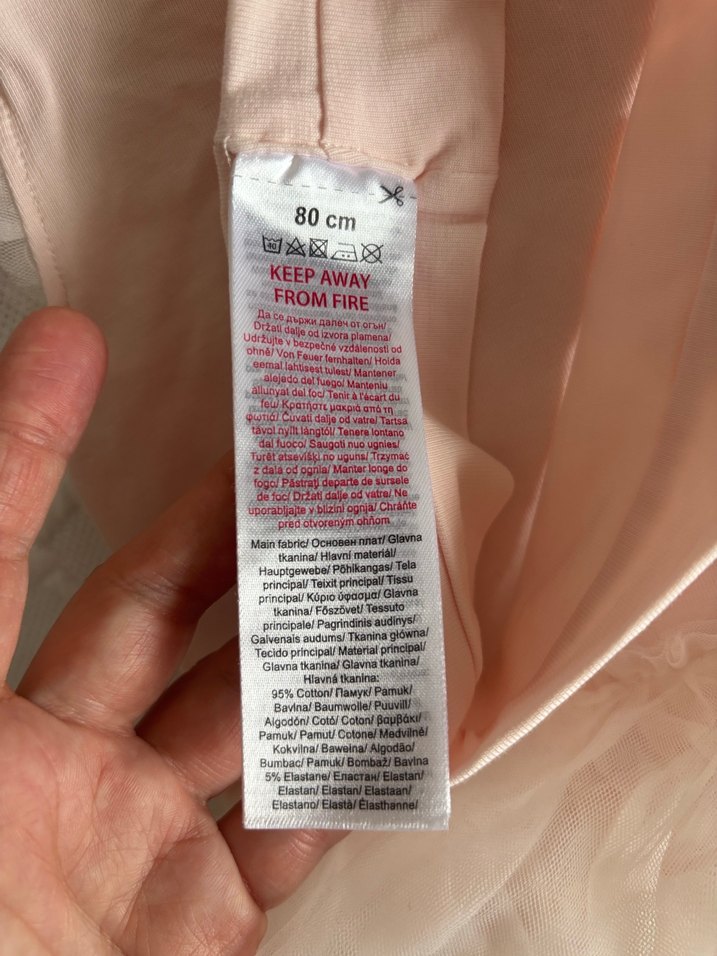 80 cm
40
KEEP AWAY
FROM FIRE
Да се държи далеч от огън/
Držati dalje od izvora plamena/
Udržujte v bezpečné vzdálenosti od
ohně/ Von Feuer fernhalten/ Hoida
eemal lahtisest tulest/ Mantener
alejado del fuego/ Manteniu
allunyat del foc/ Tenir à l'écart du
feu/ Κρατήστε μακριά από τη
φωτιά/ Čuvati dalje od vatre/ Tartsa
távol nyílt lángtól/ Tenere lontano
dal fuoco/ Saugoti nuo ugnies/
Turēt atsevišķi no uguns/ Trzymać
z dala od ognia/ Manter longe do
fogo/ Păstrați departe de sursele
de foc/ Držati dalje od vatre/ Ne
uporabljajte v bližini ognja/ Chráňte
pred otvoreným ohňom
Main fabric/ Основен плат/ Glavna
tkanina/ Hlavní materiál/
Hauptgewebe/ Põhikangas/ Tela
principal/ Teixit principal/ Tissu
principal/ Κύριο ύφασμα/ Glavna
tkanina/ Főszövet/ Tessuto
principale/ Pagrindinis audinys/
Galvenais audums/ Tkanina główna/
Tecido principal/ Material principal/
Glavna tkanina/ Glavna tkanina/
Hlavná tkanina:
95% Cotton/ Памук/ Pamuk/
Bavlna/ Baumwolle/ Puuvill/
Algodón/ Cotó/ Coton/ βαμβάκι/
Pamuk/ Pamut/ Cotone/ Medvilnė/
Kokvilna/ Bawełna/ Algodão/
Bumbac/ Pamuk/ Bombaž/ Bavlna
5% Elastane/ Еластан/ Elastan/
Elastan/ Elastan/ Elastaan/
Elastano/ Elastà/ Élasthanne/